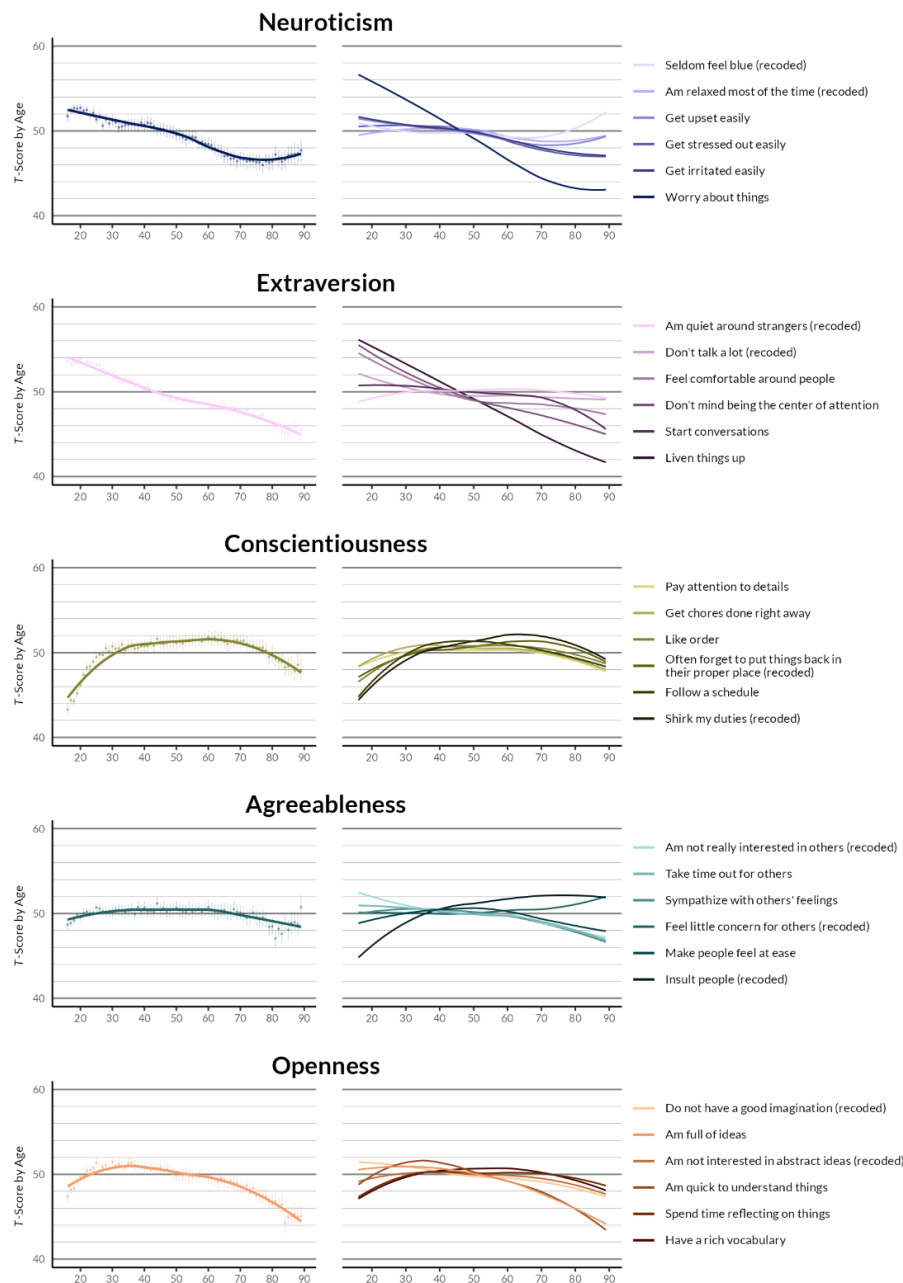 Neuroticism
T-Score by Age
60
50
40
20 30 40 50 60 70 80 90
20 30 40 50 60 70 80 90
Seldom feel blue (recoded)
Am relaxed most of the time (recoded)
Get upset easily
Get stressed out easily
Get irritated easily
Worry about things
Extraversion
T-Score by Age
60
50
40
20 30 40 50 60 70 80 90
20 30 40 50 60 70 80 90
Am quiet around strangers (recoded)
Don't talk a lot (recoded)
Feel comfortable around people
Don't mind being the center of attention
Start conversations
Liven things up
Conscientiousness
T-Score by Age
60
50
40
20 30 40 50 60 70 80 90
20 30 40 50 60 70 80 90
Pay attention to details
Get chores done right away
Like order
Often forget to put things back in
their proper place (recoded)
Follow a schedule
Shirk my duties (recoded)
Agreeableness
T-Score by Age
60
50
40
20 30 40 50 60 70 80 90
20 30 40 50 60 70 80 90
Am not really interested in others (recoded)
Take time out for others
Sympathize with others' feelings
Feel little concern for others (recoded)
Make people feel at ease
Insult people (recoded)
Openness
T-Score by Age
60
50
40
20 30 40 50 60 70 80 90
20 30 40 50 60 70 80 90
Do not have a good imagination (recoded)
Am full of ideas
Am not interested in abstract ideas (recoded)
Am quick to understand things
Spend time reflecting on things
Have a rich vocabulary